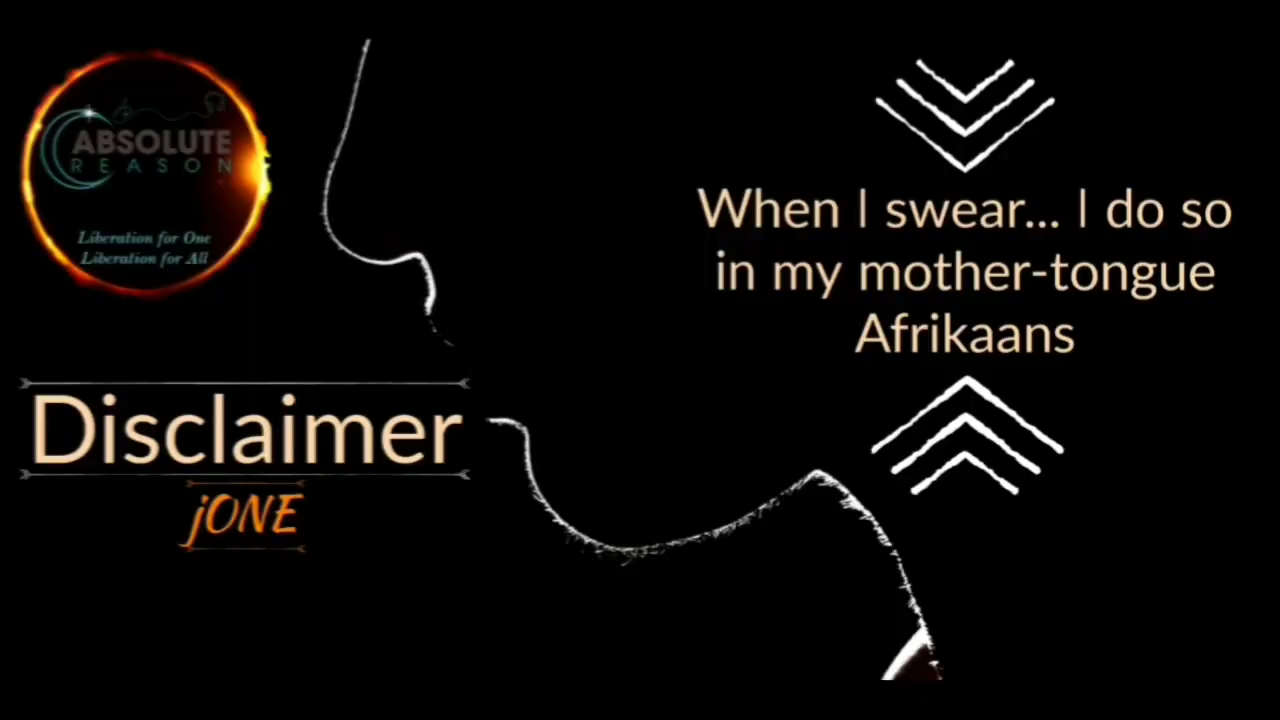 ABSOLUTE
REASON
Liberation for One
Liberation for All
Disclaimer
jONE
When I swear... I do so
in my mother-tongue
Afrikaans